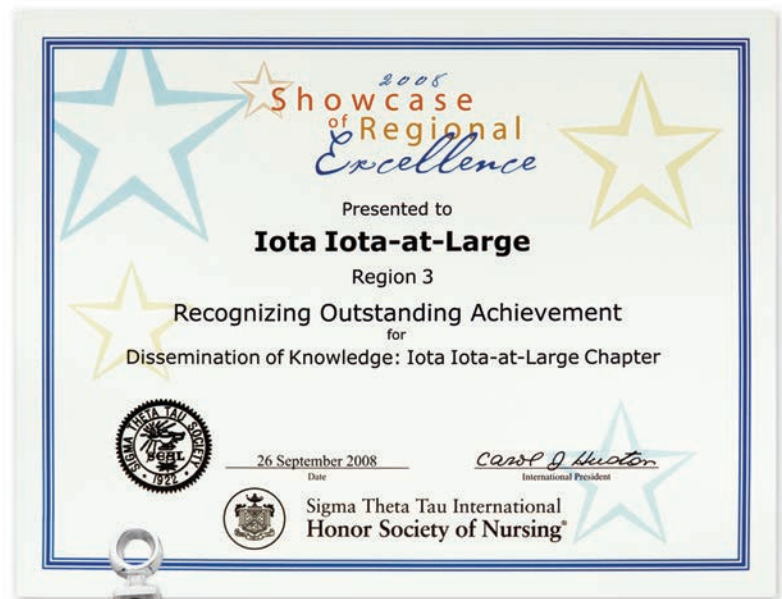 2008
Showcase
of Regional
Excellence
Presented to
Iota Iota-at-Large
Region 3
Recognizing Outstanding Achievement
for
Dissemination of Knowledge: Iota Iota-at-Large Chapter
SIGMA THETA TAU SOCIETY
SEAL
· 1922 ·
26 September 2008
Date
Carol J Huston
International President
Sigma Theta Tau International
Honor Society of Nursing®